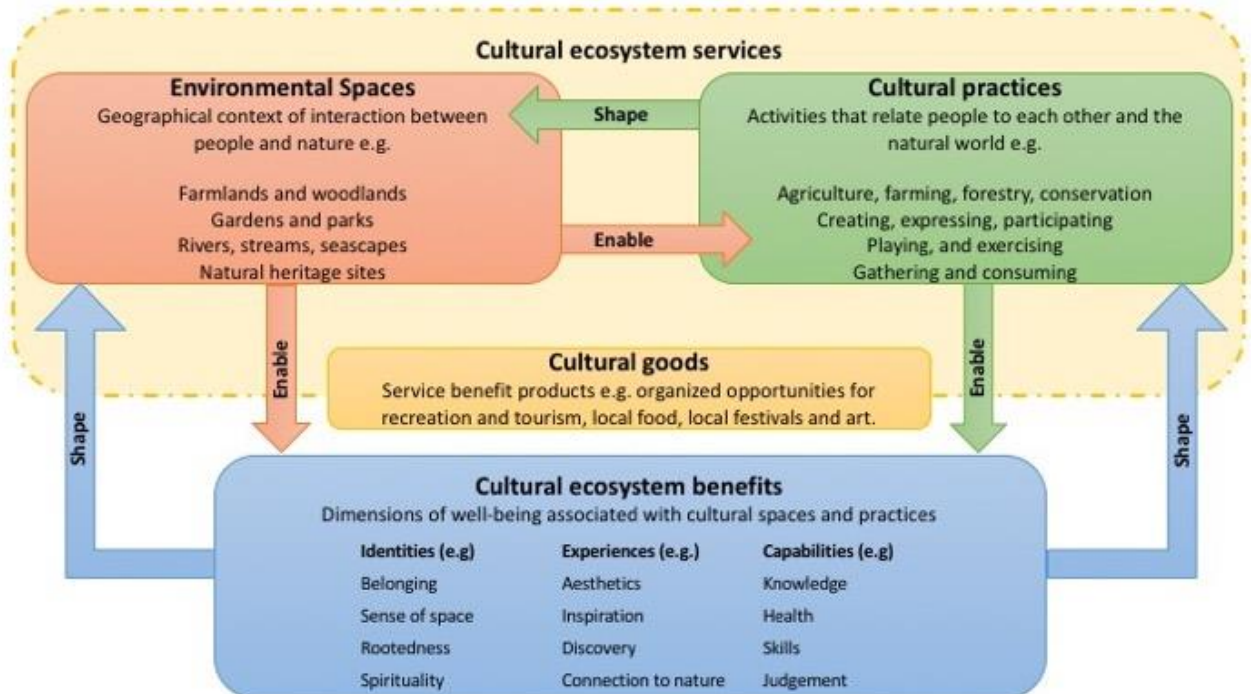 Cultural ecosystem services
Environmental Spaces
Geographical context of interaction between
people and nature e.g.
Farmlands and woodlands
Gardens and parks
Rivers, streams, seascapes
Natural heritage sites
Shape
Enable
Cultural practices
Activities that relate people to each other and the
natural world e.g.
Agriculture, farming, forestry, conservation
Creating, expressing, participating
Playing, and exercising
Gathering and consuming
Shape
Enable
Cultural goods
Service benefit products e.g. organized opportunities for
recreation and tourism, local food, local festivals and art.
Enable
Shape
Cultural ecosystem benefits
Dimensions of well-being associated with cultural spaces and practices
Identities (e.g) Experiences (e.g.) Capabilities (e.g)
Belonging Aesthetics Knowledge
Sense of space Inspiration Health
Rootedness Discovery Skills
Spirituality Connection to nature Judgement